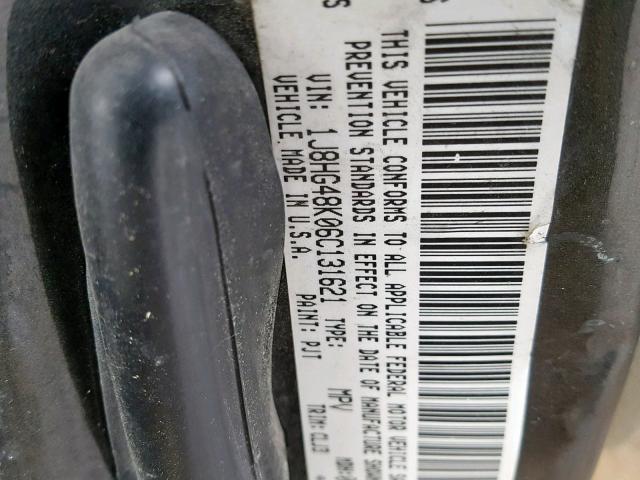 THIS VEHICLE CONFORMS TO ALL APPLICABLE FEDERAL MOTOR VEHICLE
PREVENTION STANDARDS IN EFFECT ON THE DATE OF MANUFACTURE
VIN: 1J8HG48K06C131621 TYPE: MPV
VEHICLE MADE IN U.S.A. PAINT: PJT TRIM: